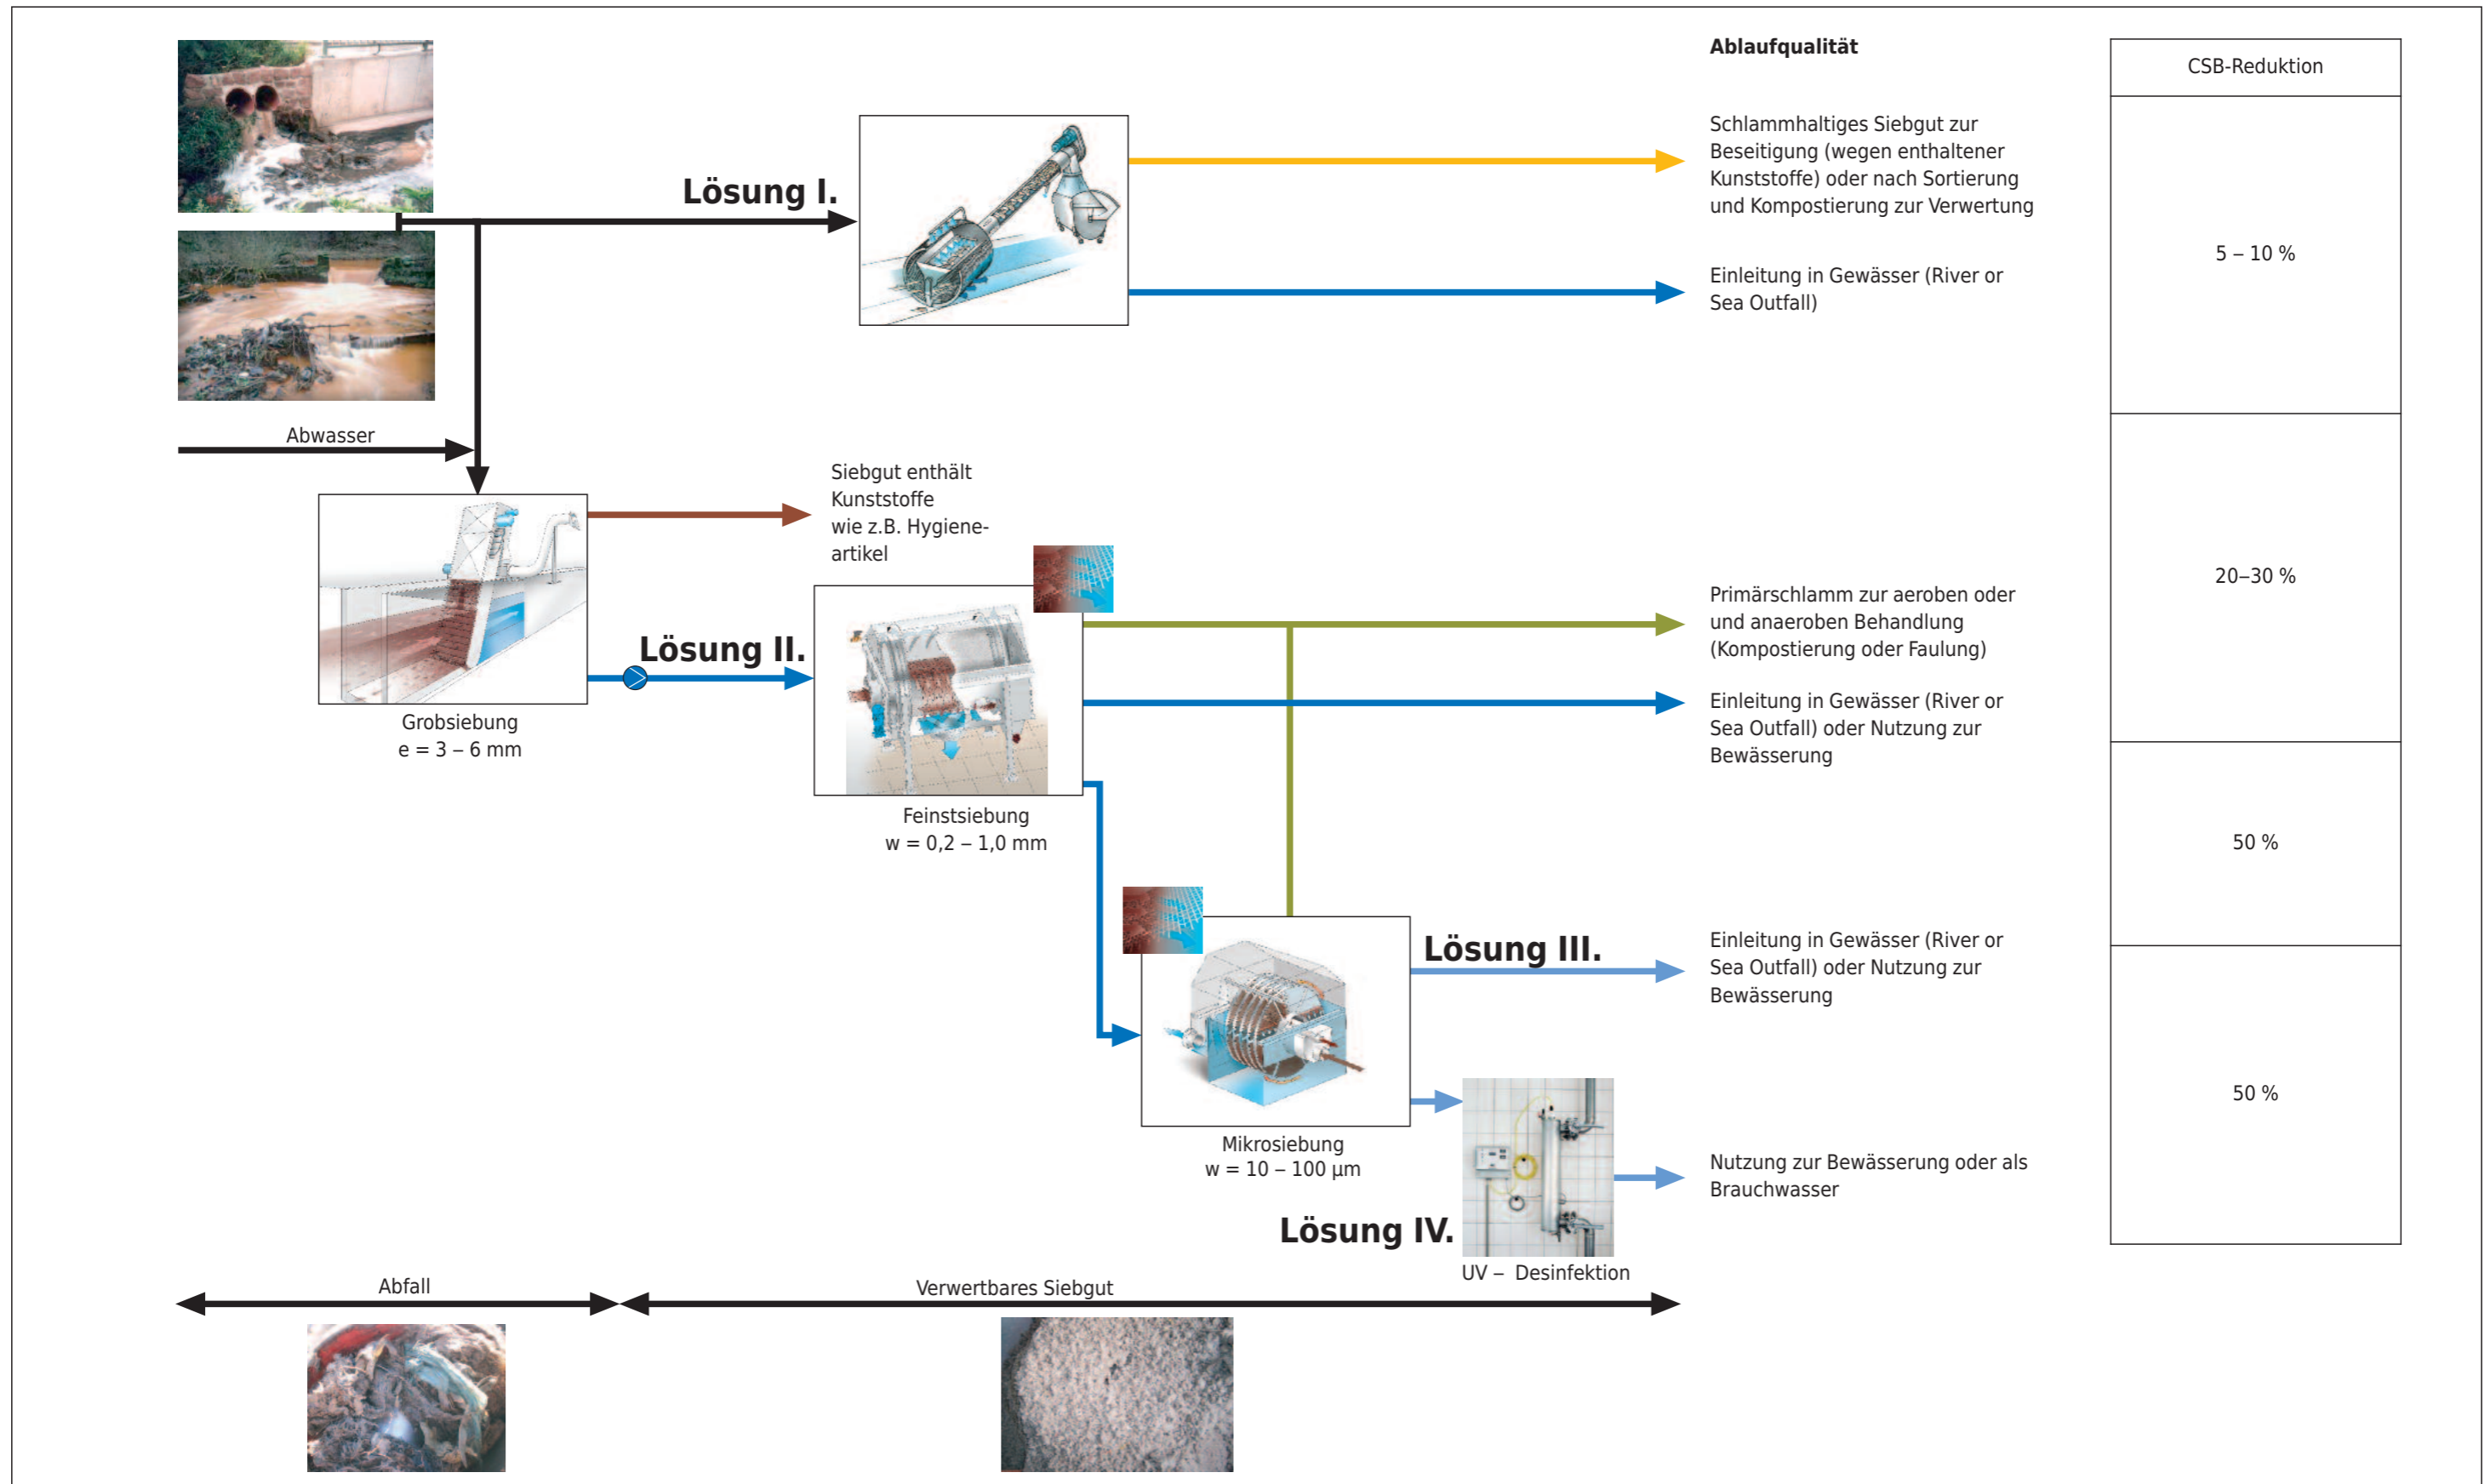 Ablaufqualität
CSB-Reduktion
Lösung I.
Schlammhaltiges Siebgut zur
Beseitigung (wegen enthaltener
Kunststoffe) oder nach Sortierung
und Kompostierung zur Verwertung
5 – 10 %
Einleitung in Gewässer (River or
Sea Outfall)
Abwasser
Siebgut enthält
Kunststoffe
wie z.B. Hygiene-
artikel
20–30 %
Lösung II.
Primärschlamm zur aeroben oder
und anaeroben Behandlung
(Kompostierung oder Faulung)
Einleitung in Gewässer (River or
Sea Outfall) oder Nutzung zur
Bewässerung
Grobsiebung
e = 3 – 6 mm
Feinstsiebung
w = 0,2 – 1,0 mm
50 %
Lösung III.
Einleitung in Gewässer (River or
Sea Outfall) oder Nutzung zur
Bewässerung
50 %
Mikrosiebung
w = 10 – 100 µm
Nutzung zur Bewässerung oder als
Brauchwasser
Lösung IV.
UV – Desinfektion
Abfall
Verwertbares Siebgut